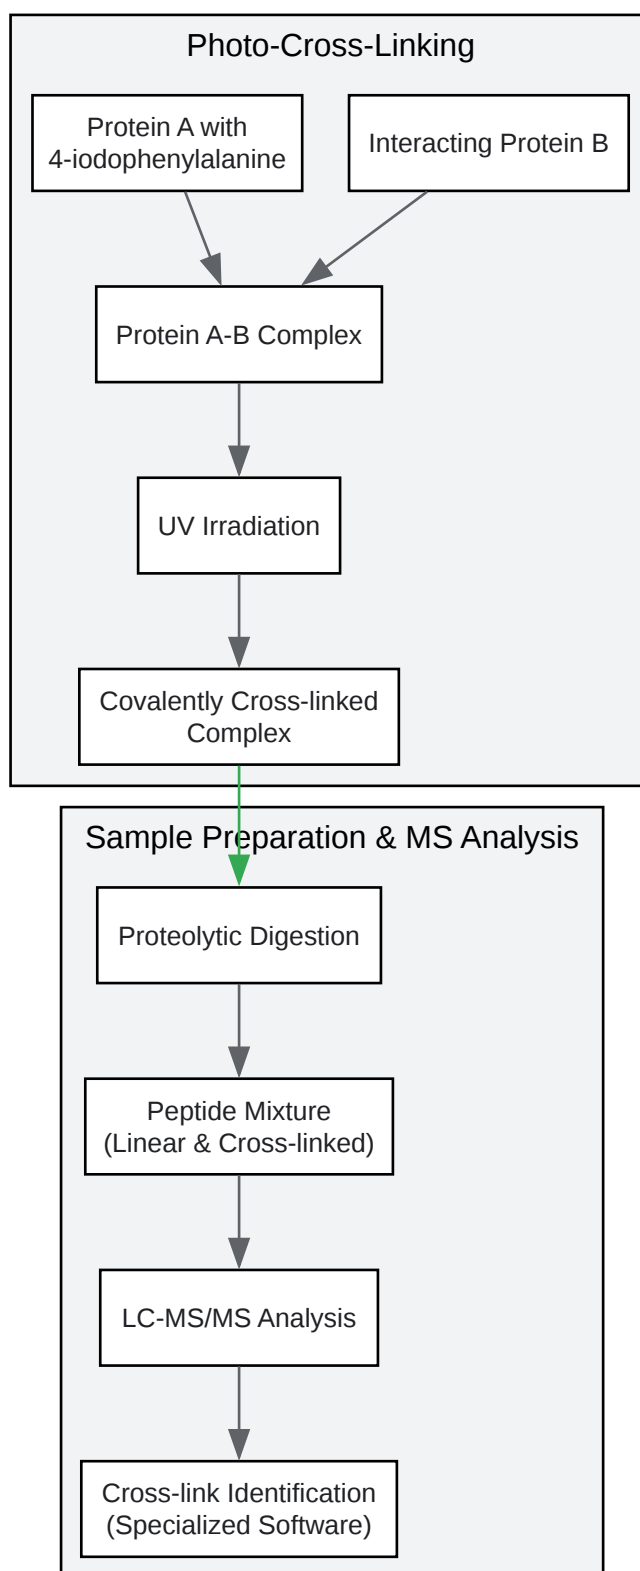 Photo-Cross-Linking
Protein A with
4-iodophenylalanine
Interacting Protein B
Protein A-B Complex
UV Irradiation
Covalently Cross-linked
Complex
Sample Preparation & MS Analysis
Proteolytic Digestion
Peptide Mixture
(Linear & Cross-linked)
LC-MS/MS Analysis
Cross-link Identification
(Specialized Software)